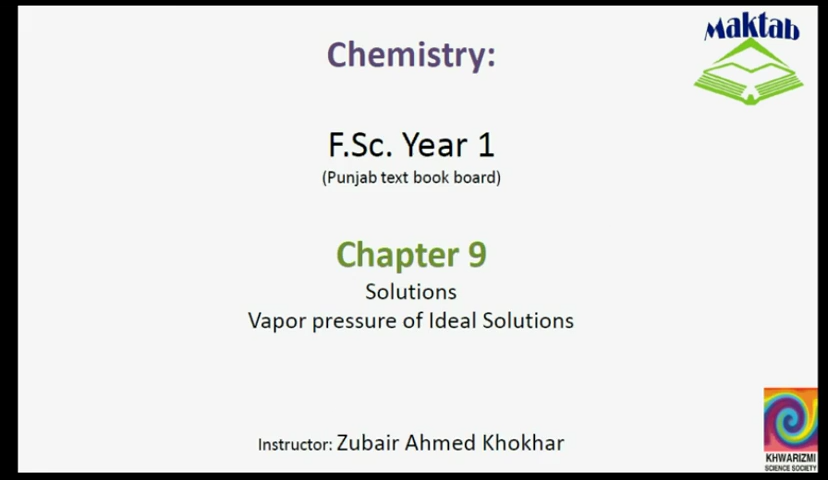 Maktab
Chemistry:
F.Sc. Year 1
(Punjab text book board)
Chapter 9
Solutions
Vapor pressure of Ideal Solutions
Instructor: Zubair Ahmed Khokhar
KHWARIZMI
SCIENCE SOCIETY